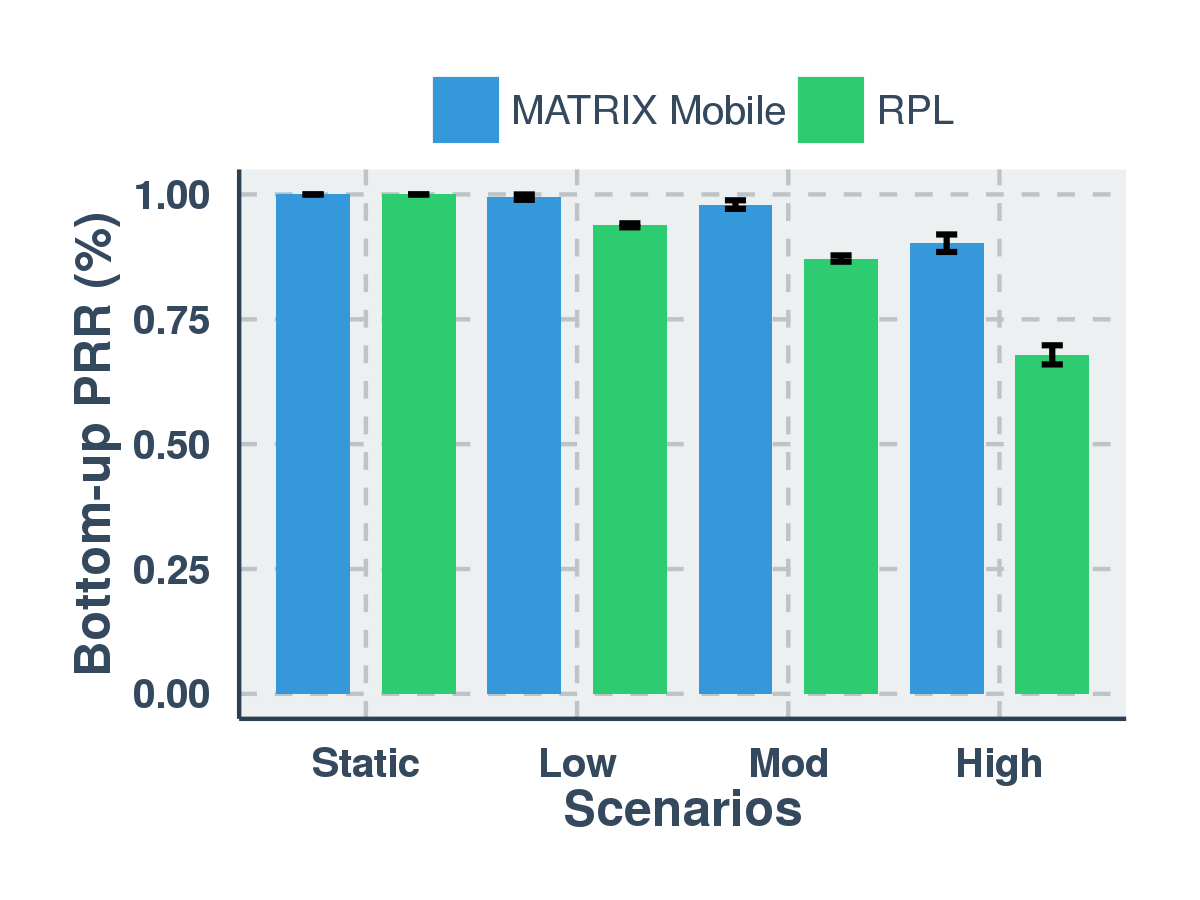 MATRIX Mobile RPL
Bottom-up PRR (%)
1.00
0.75
0.50
0.25
0.00
Static Low Mod High
Scenarios